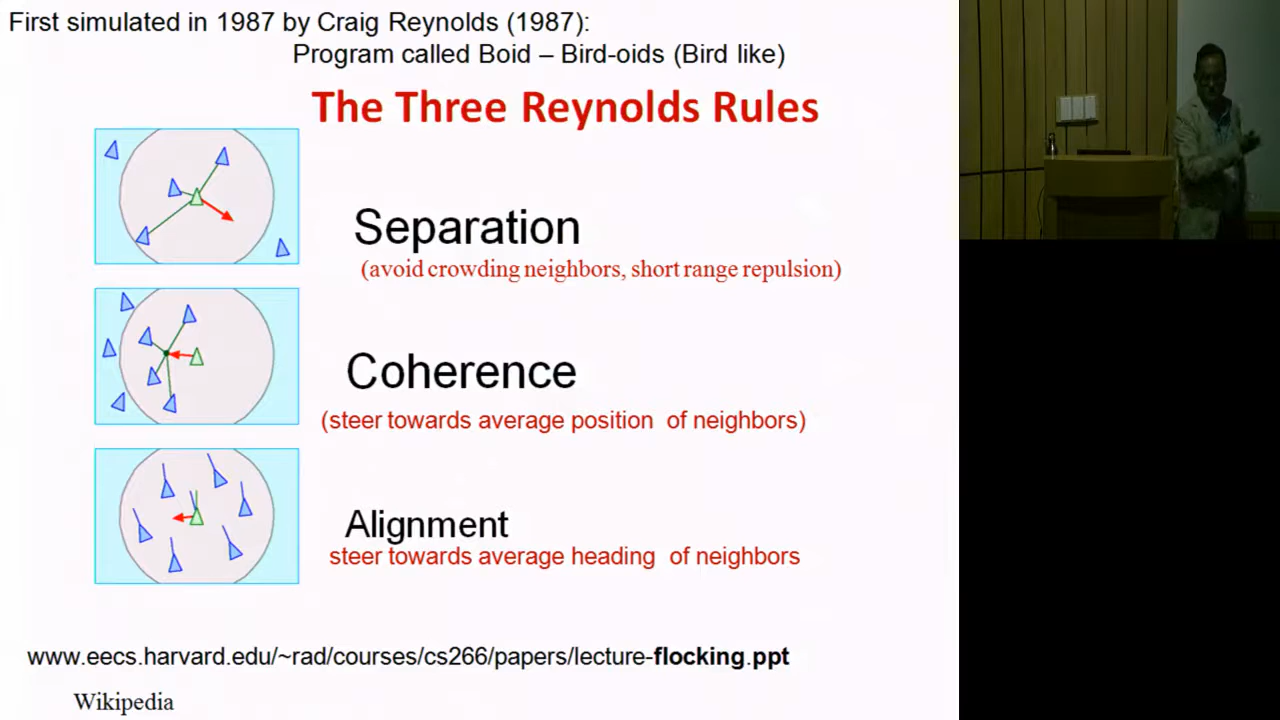 First simulated in 1987 by Craig Reynolds (1987):
Program called Boid – Bird-oids (Bird like)
The Three Reynolds Rules
Separation
(avoid crowding neighbors, short range repulsion)
Coherence
(steer towards average position of neighbors)
Alignment
steer towards average heading of neighbors
www.eecs.harvard.edu/~rad/courses/cs266/papers/lecture-flocking.ppt
Wikipedia